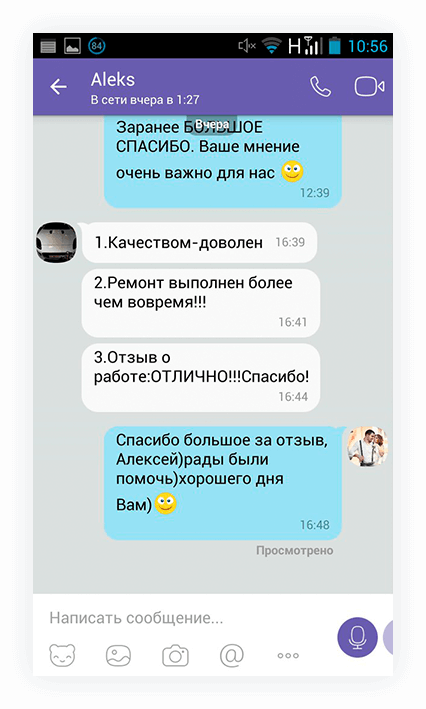 84
H
10:56
Aleks
В сети вчера в 1:27
Вчера
Заранее БОЛЬШОЕ
СПАСИБО. Ваше мнение
очень важно для нас
12:39
1.Качеством-доволен
16:39
2.Ремонт выполнен более
чем вовремя!!!
16:41
3.Отзыв о
работе:ОТЛИЧНО!!!Спасибо!
16:44
Спасибо большое за отзыв,
Алексей)рады были
помочь)хорошего дня
Вам)
16:48
Просмотрено
Написать сообщение...